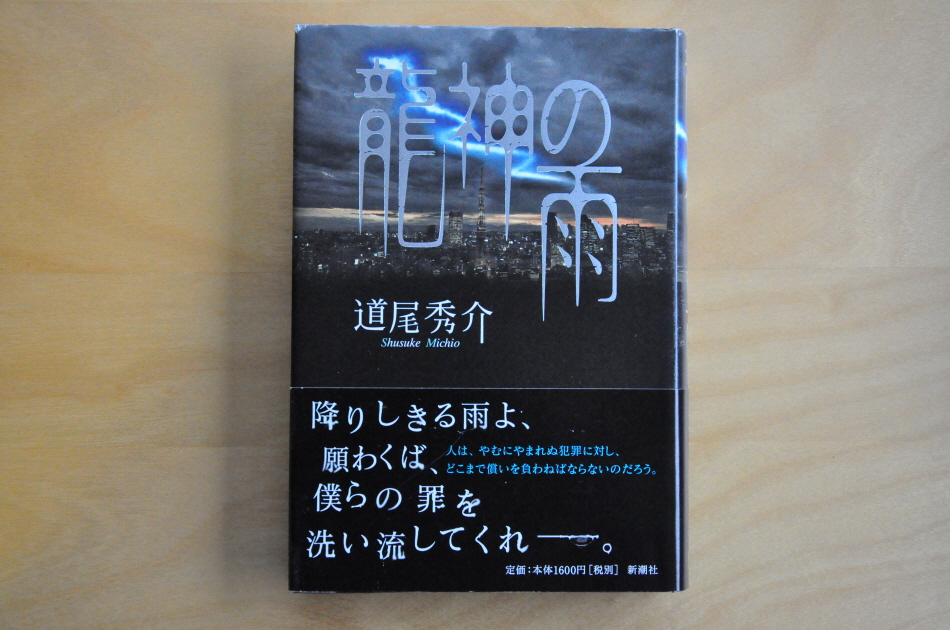 龍神の雨
道尾秀介
Shusuke Michio
降りしきる雨よ、
願わくば、
僕らの罪を
洗い流してくれ――。
人は、やむにやまれぬ犯罪に対し、
どこまで償いを負わねばならないのだろう。
定価:本体1600円[税別] 新潮社